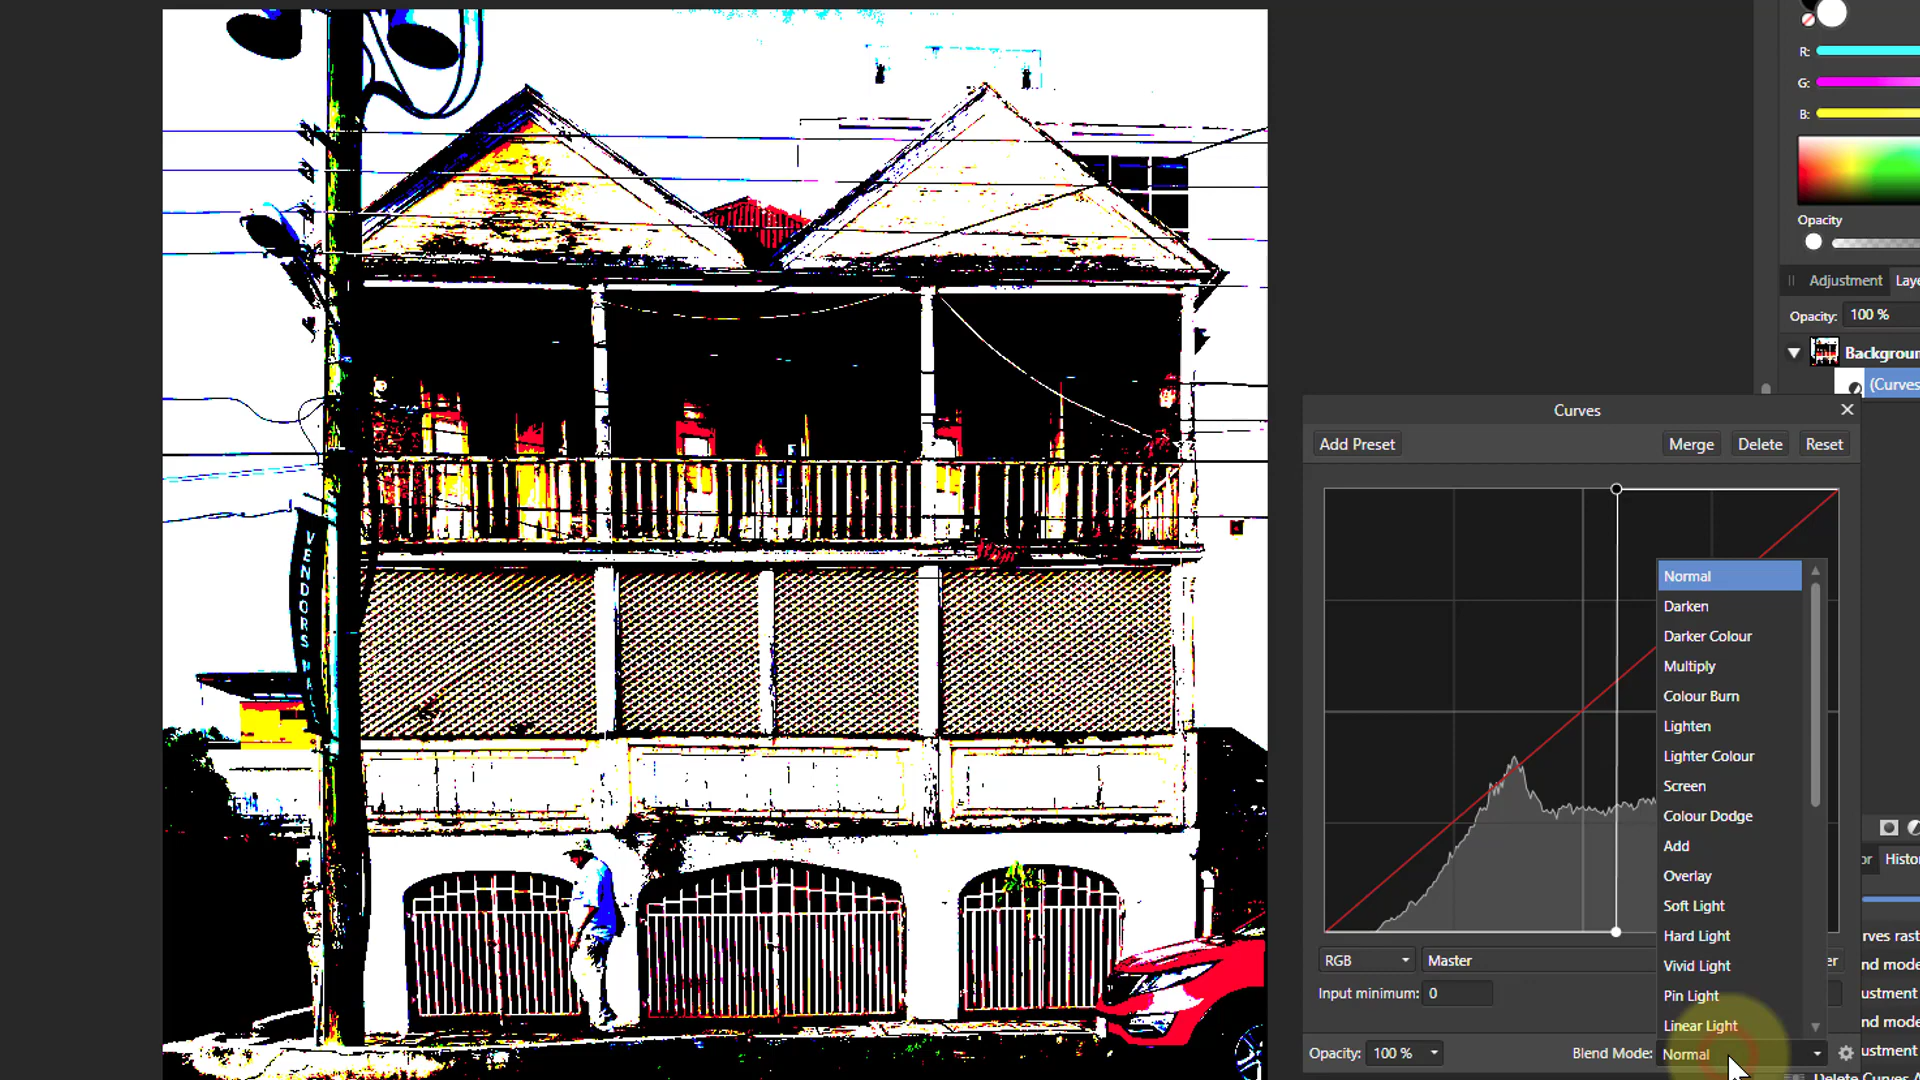 R:
G:
B:
Opacity
Adjustment
Opacity: 100 %
(Curves
Curves
Add Preset
Merge
Delete
Reset
Normal
Darken
Darker Colour
Multiply
Colour Burn
Lighten
Lighter Colour
Screen
Colour Dodge
Add
Overlay
Soft Light
Hard Light
Vivid Light
Pin Light
Linear Light
RGB
Master
Input minimum: 0
Opacity: 100 %
Blend Mode: Normal
VENDORS